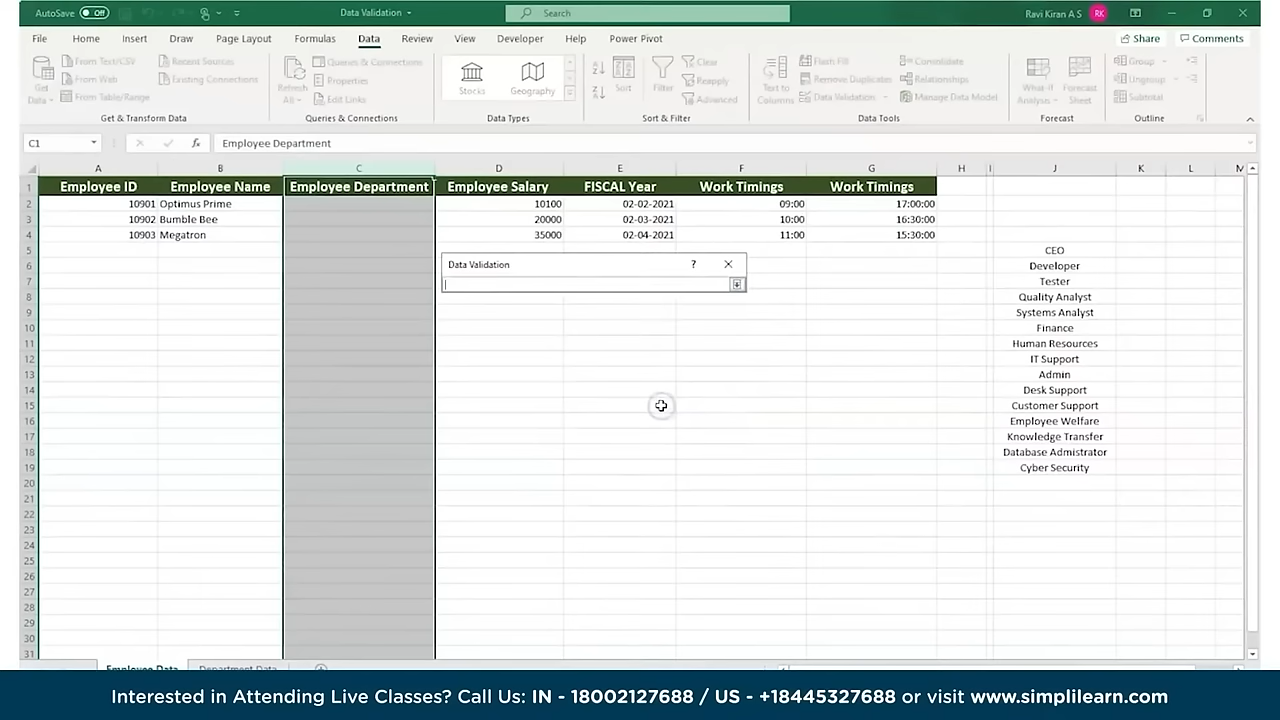 AutoSave Off Data Validation Search Ravi Kiran A S RK
File Home Insert Draw Page Layout Formulas Data Review View Developer Help Power Pivot Share Comments
From Text/CSV Recent Sources Queries & Connections Clear Flash Fill Consolidate Group
From Web Existing Connections Properties Reapply Remove Duplicates Relationships Ungroup
From Table/Range Edit Links Advanced Data Validation Manage Data Model Subtotal
Get Data Refresh All Stocks Geography Sort Filter Text to Columns What-If Analysis Forecast Sheet
Get & Transform Data Queries & Connections Data Types Sort & Filter Data Tools Forecast Outline
C1 fx Employee Department
A B C D E F G H I J K L M
1 Employee ID Employee Name Employee Department Employee Salary FISCAL Year Work Timings Work Timings
2 10901 Optimus Prime 10100 02-02-2021 09:00 17:00:00
3 10902 Bumble Bee 20000 02-03-2021 10:00 16:30:00
4 10903 Megatron 35000 02-04-2021 11:00 15:30:00
5 CEO
Data Validation ?
6 Developer
7 Tester
8 Quality Analyst
9 Systems Analyst
10 Finance
11 Human Resources
12 IT Support
13 Admin
14 Desk Support
15 Customer Support
16 Employee Welfare
17 Knowledge Transfer
18 Database Admistrator
19 Cyber Security
20
21
22
23
24
25
26
27
28
29
30
31
Employee Data Department Data
Interested in Attending Live Classes? Call Us: IN - 18002127688 / US - +18445327688 or visit www.simplilearn.com